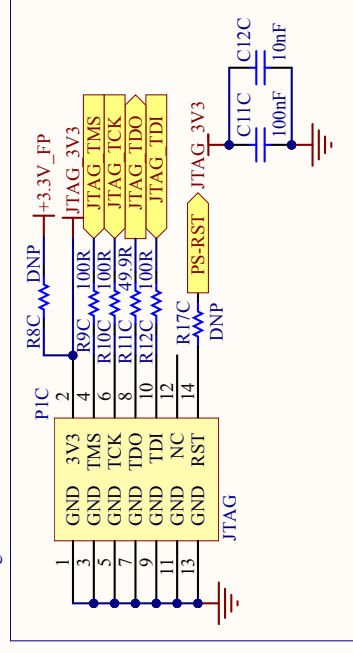 P1C
JTAG
1 GND 3V3 2
3 GND TMS 4
5 GND TCK 6
7 GND TDO 8
9 GND TDI 10
11 GND NC 12
13 GND RST 14
R8C DNP +3.3V_FP
JTAG_3V3
R9C 100R JTAG_TMS
R10C 100R JTAG_TCK
R11C 49.9R JTAG_TDO
R12C 100R JTAG_TDI
R17C DNP PS-RST
JTAG_3V3
C11C 100nF
C12C 10nF